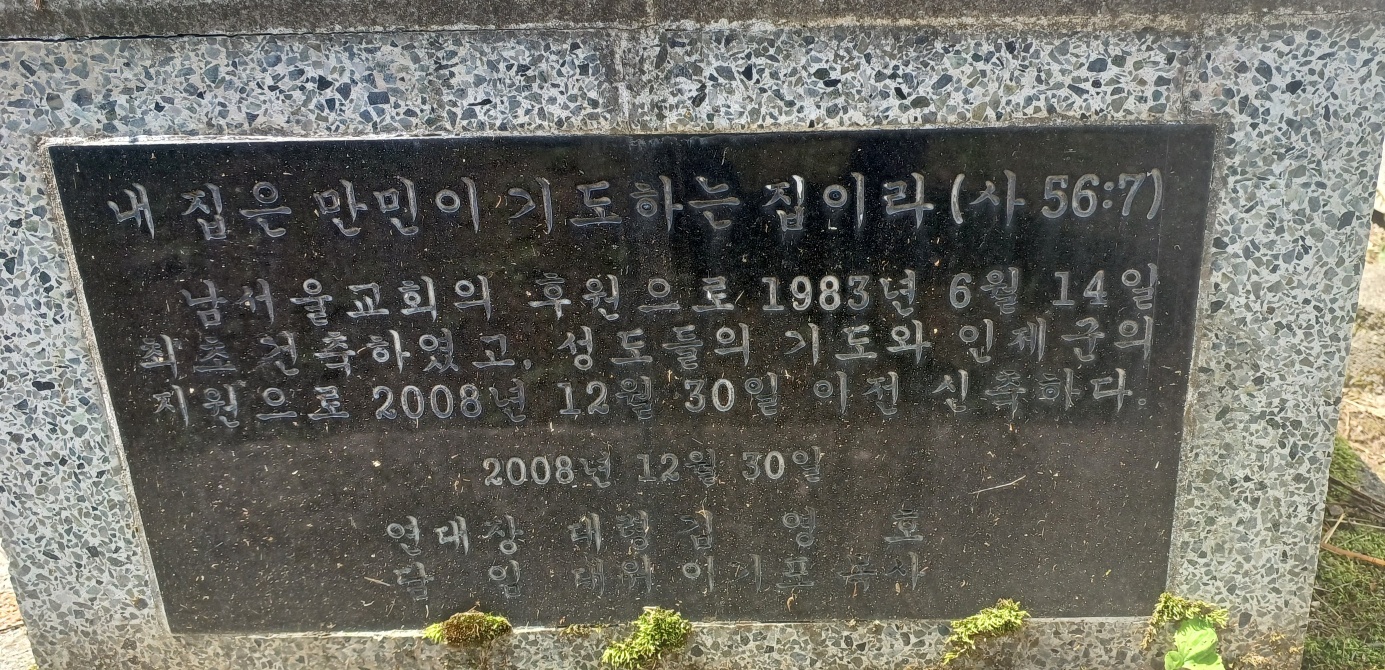 내 집은 만민이 기도하는 집이라 (사 56:7)
남서울교회의 후원으로 1983년 6월 14일
최초 건축하였고, 성도들의 기도와 인제군의
지원으로 2008년 12월 30일 이전 신축하다.
2008년 12월 30일
연대장 대령 김 영 호
담 임 대위 이기포 목사